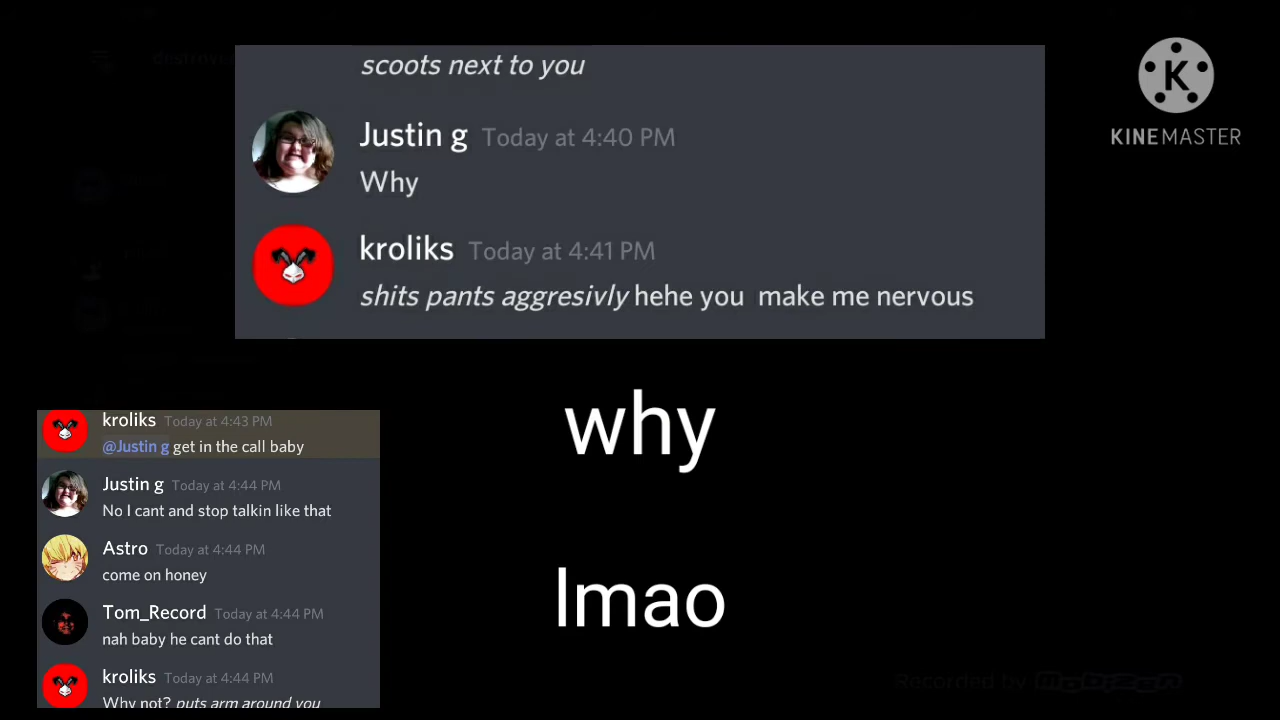 scoots next to you
KINEMASTER
Justin g Today at 4:40 PM
Why
kroliks Today at 4:41 PM
shits pants aggresivly hehe you make me nervous
why
lmao
kroliks Today at 4:43 PM
@Justin g get in the call baby
Justin g Today at 4:44 PM
No I cant and stop talkin like that
Astro Today at 4:44 PM
come on honey
Tom_Record Today at 4:44 PM
nah baby he cant do that
kroliks Today at 4:44 PM
Why not? puts arm around you
Recorded by mobizen